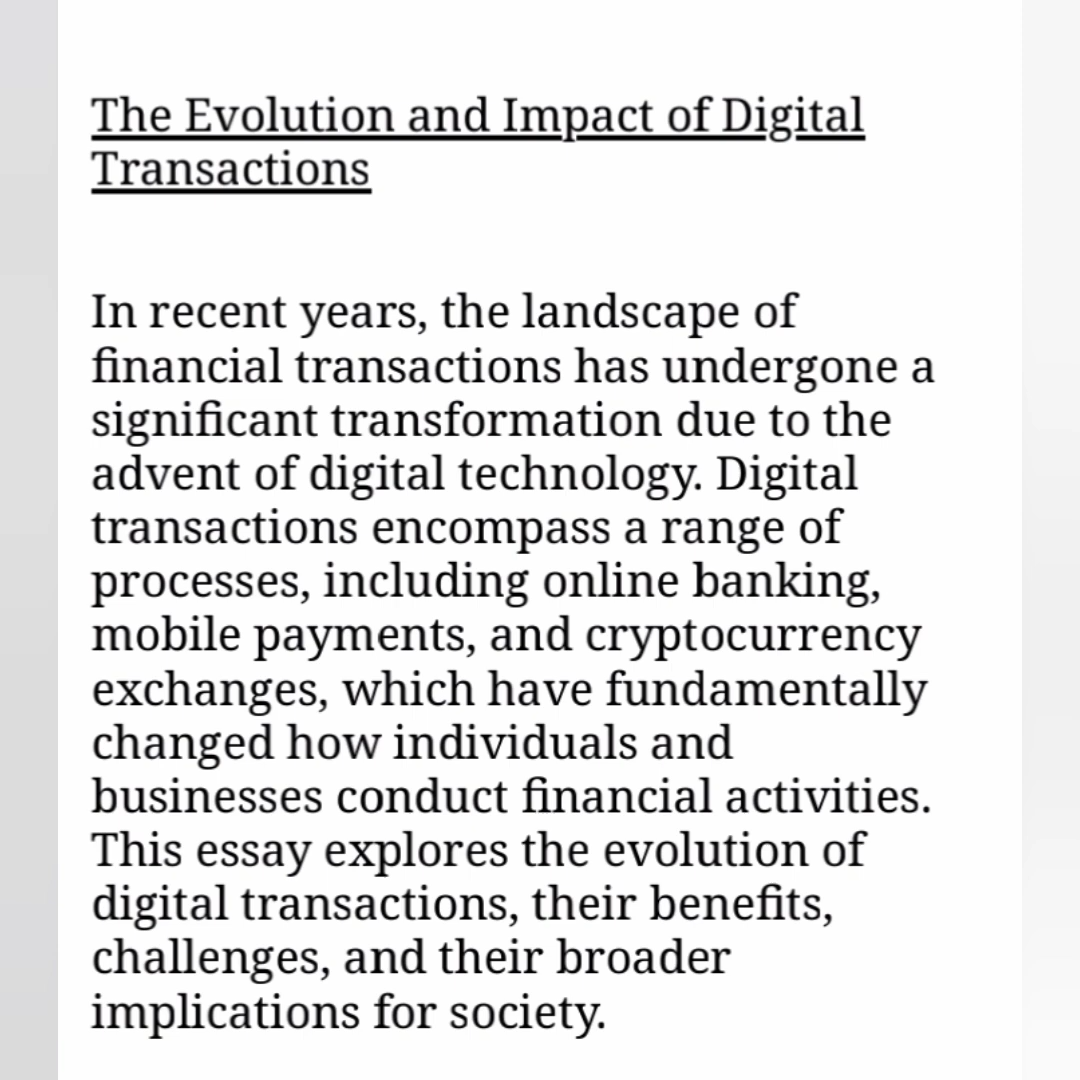 The Evolution and Impact of Digital
Transactions
In recent years, the landscape of
financial transactions has undergone a
significant transformation due to the
advent of digital technology. Digital
transactions encompass a range of
processes, including online banking,
mobile payments, and cryptocurrency
exchanges, which have fundamentally
changed how individuals and
businesses conduct financial activities.
This essay explores the evolution of
digital transactions, their benefits,
challenges, and their broader
implications for society.